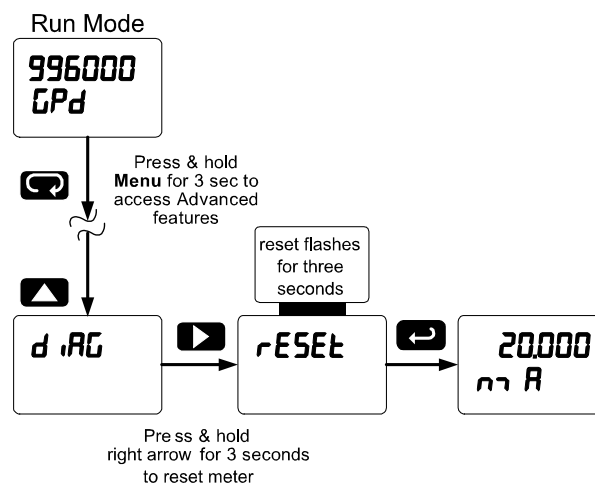 Run Mode
996000
GPd
Press & hold
Menu for 3 sec to
access Advanced
features
reset flashes
for three
seconds
diAG
rESEt
20.000
mA
Press & hold
right arrow for 3 seconds
to reset meter